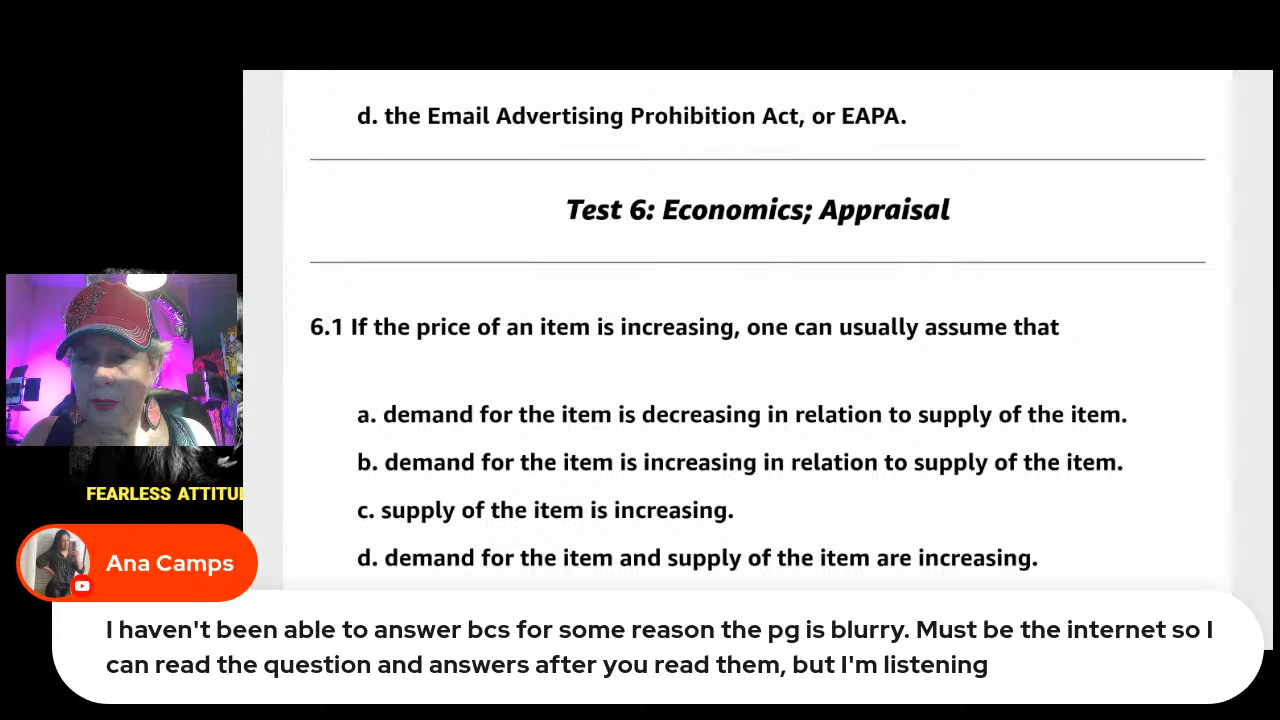 d. the Email Advertising Prohibition Act, or EAPA.
Test 6: Economics; Appraisal
6.1 If the price of an item is increasing, one can usually assume that
a. demand for the item is decreasing in relation to supply of the item.
b. demand for the item is increasing in relation to supply of the item.
c. supply of the item is increasing.
d. demand for the item and supply of the item are increasing.
FEARLESS
Ana Camps
I haven't been able to answer bcs for some reason the pg is blurry. Must be the internet so I
can read the question and answers after you read them, but I'm listening